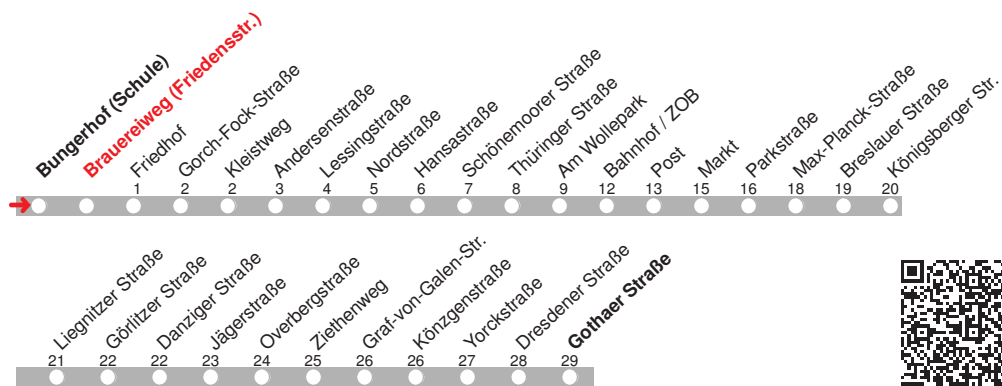 Bungerhof (Schule)
Brauereiweg (Friedensstr.)
Friedhof
Gorch-Fock-Straße
Kleistweg
Anderssenstraße
Lessingstraße
Nordstraße
Hansastraße
Schönemoorer Straße
Thüringer Straße
Am Wollepark
Bahnhof / ZOB
Post
Markt
Parkstraße
Max-Planck-Straße
Breslauer Straße
Königsberger Str.
1 2 2 3 4 5 6 7 8 9 12 13 15 16 18 19 20
Liegnitzer Straße
Görlitzer Straße
Danziger Straße
Jägerstraße
Overbergstraße
Ziethenweg
Graf-von-Galen-Str.
Könzgenstraße
Yorckstraße
Dresdener Straße
Gothaer Straße
21 22 22 23 24 25 26 26 27 28 29